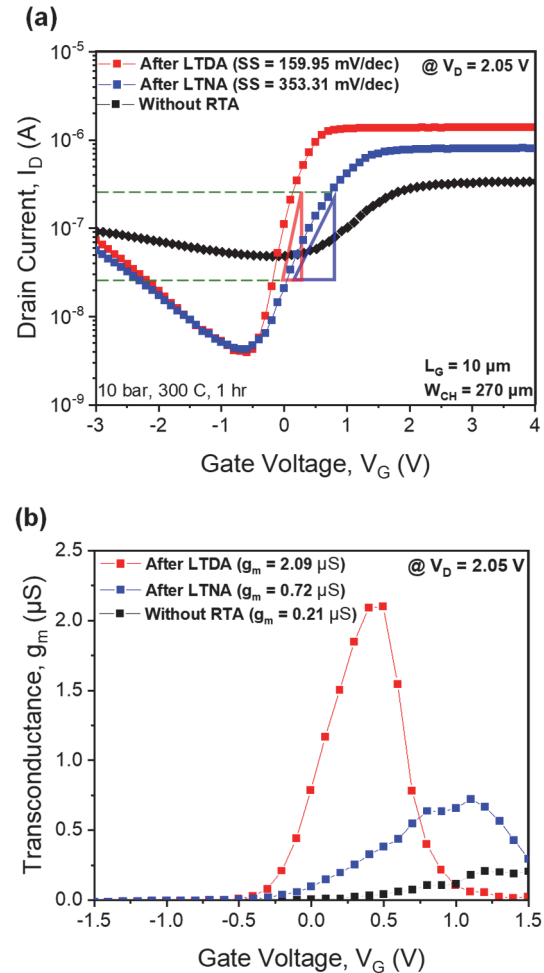 (a)
10⁻⁵
10⁻⁶
10⁻⁷
10⁻⁸
10⁻⁹
Drain Current, I_D (A)
After LTDA (SS = 159.95 mV/dec)
After LTNA (SS = 353.31 mV/dec)
Without RTA
@ V_D = 2.05 V
10 bar, 300 C, 1 hr
L_G = 10 µm
W_CH = 270 µm
-3 -2 -1 0 1 2 3 4
Gate Voltage, V_G (V)
(b)
2.5
2.0
1.5
1.0
0.5
0.0
Transconductance, g_m (µS)
After LTDA (g_m = 2.09 µS)
After LTNA (g_m = 0.72 µS)
Without RTA (g_m = 0.21 µS)
@ V_D = 2.05 V
-1.5 -1.0 -0.5 0.0 0.5 1.0 1.5
Gate Voltage, V_G (V)